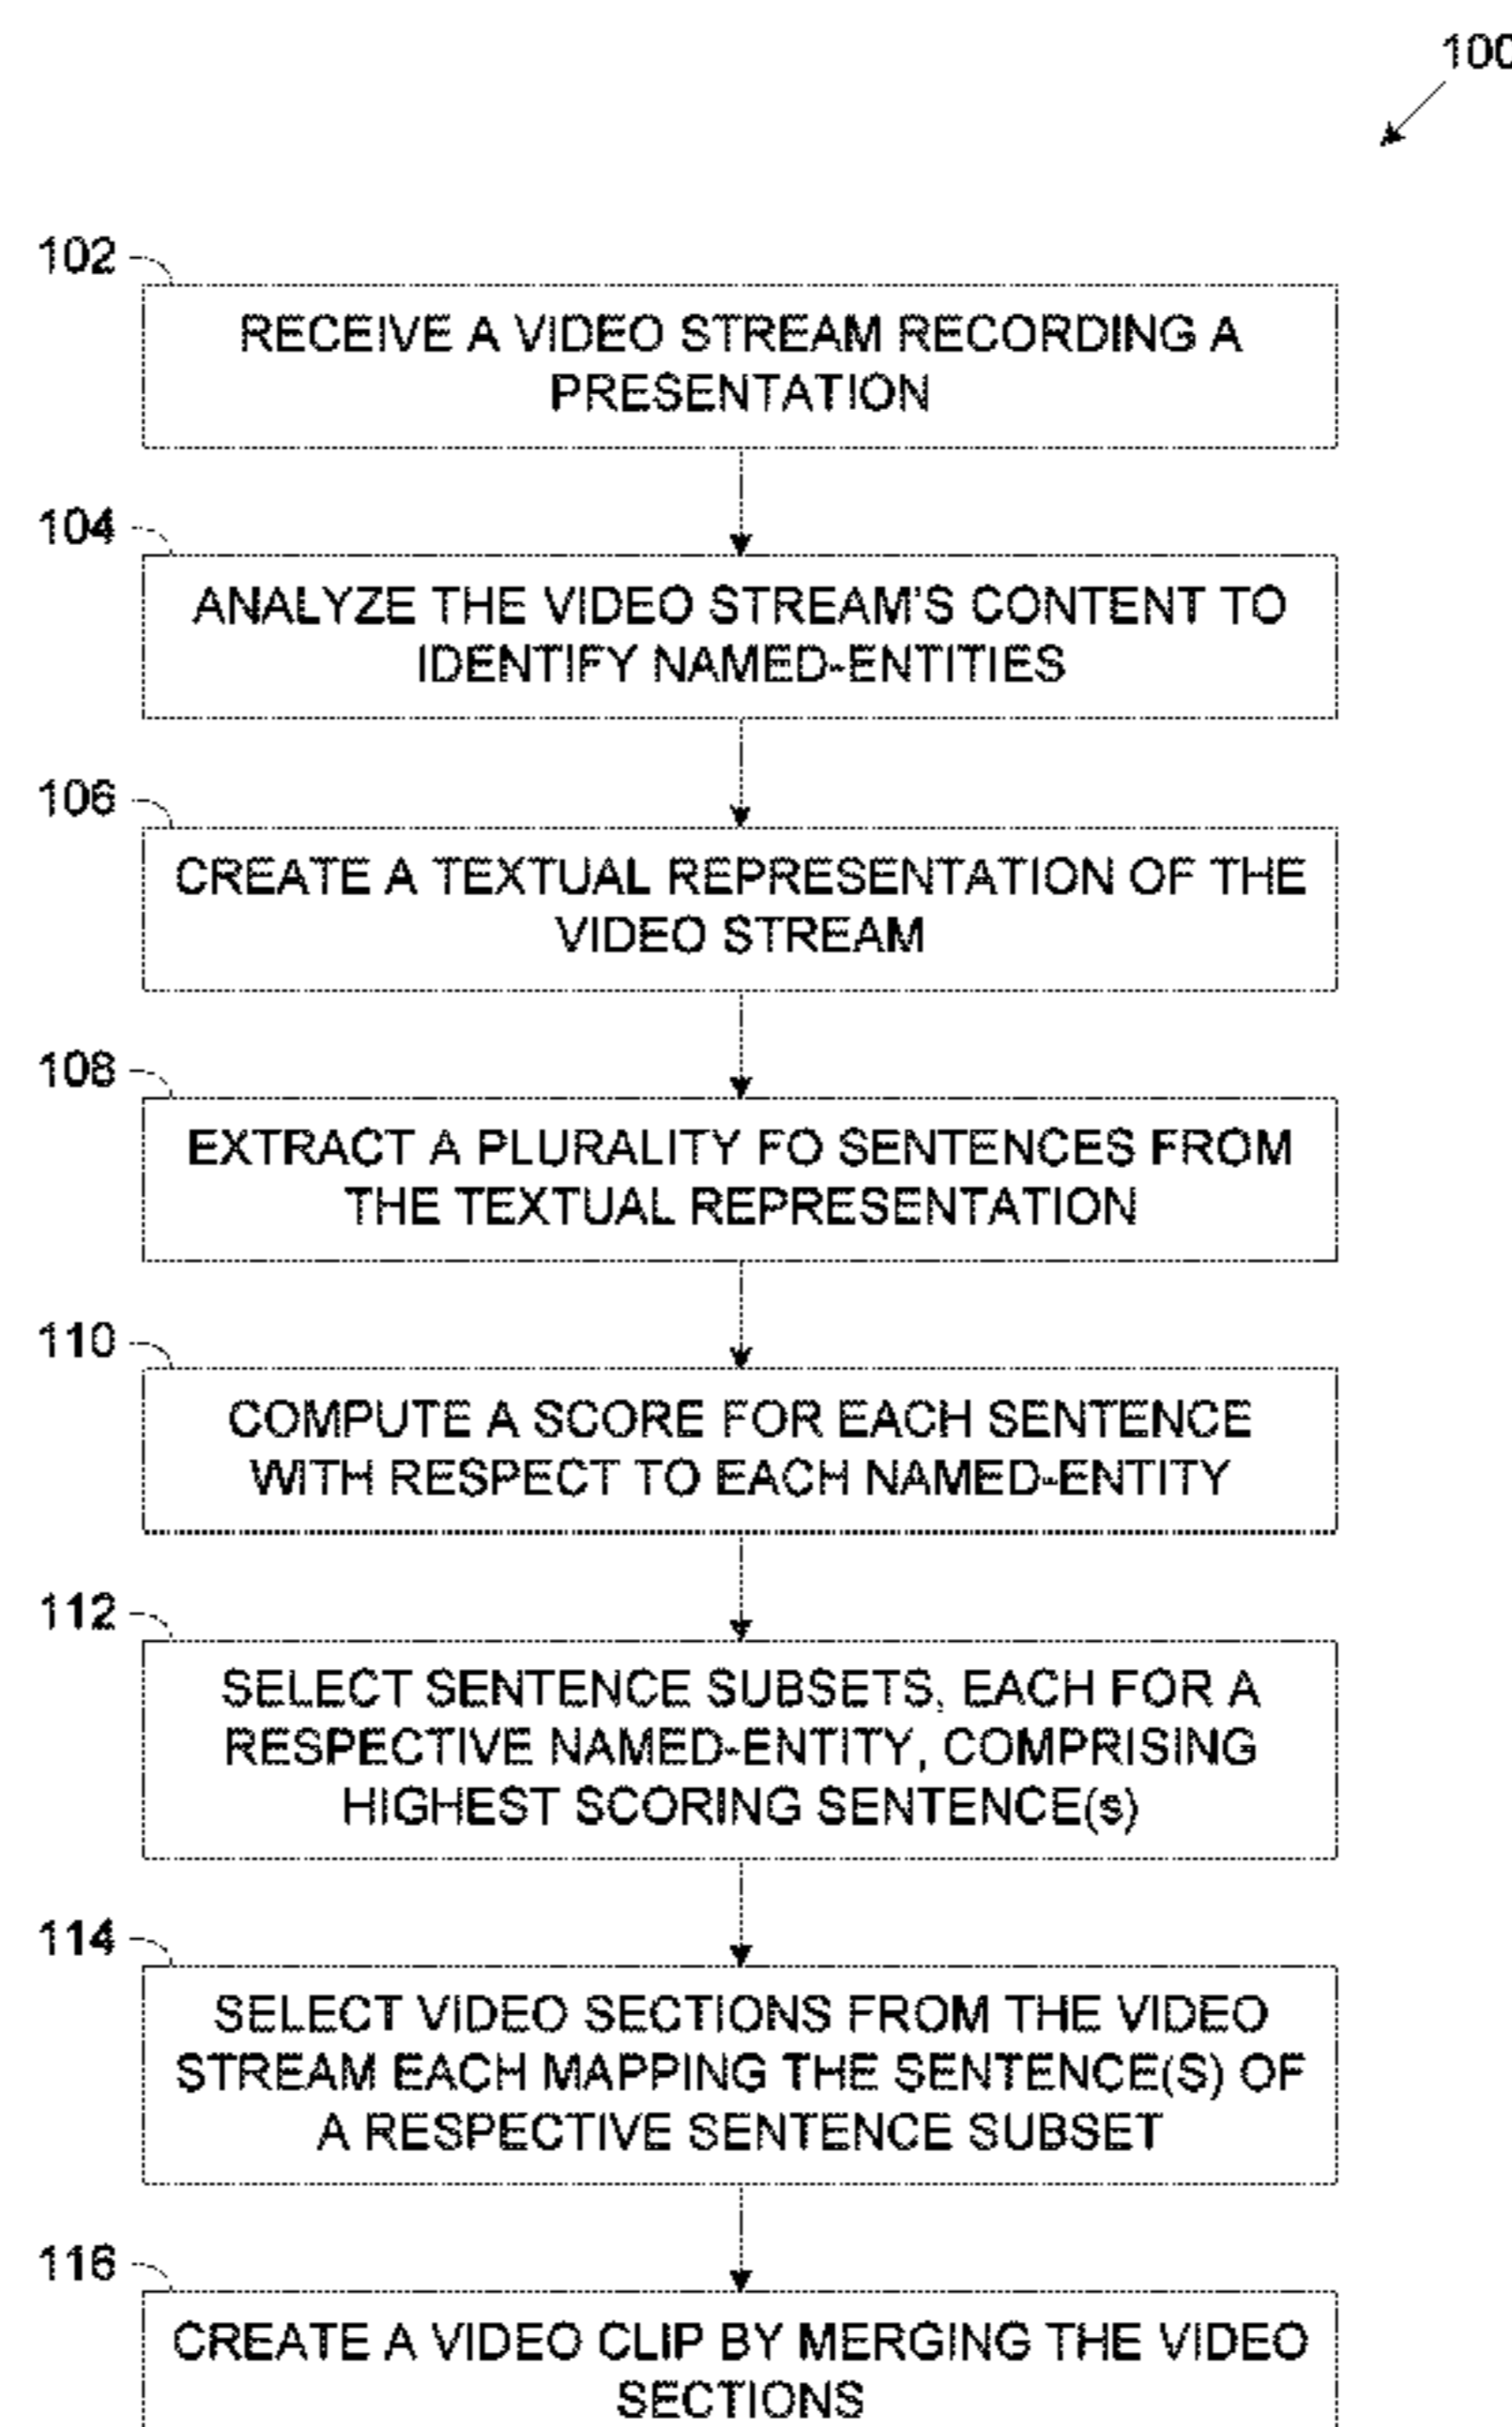 100
102
RECEIVE A VIDEO STREAM RECORDING A
PRESENTATION
104
ANALYZE THE VIDEO STREAM'S CONTENT TO
IDENTIFY NAMED-ENTITIES
106
CREATE A TEXTUAL REPRESENTATION OF THE
VIDEO STREAM
108
EXTRACT A PLURALITY FO SENTENCES FROM
THE TEXTUAL REPRESENTATION
110
COMPUTE A SCORE FOR EACH SENTENCE
WITH RESPECT TO EACH NAMED-ENTITY
112
SELECT SENTENCE SUBSETS, EACH FOR A
RESPECTIVE NAMED-ENTITY, COMPRISING
HIGHEST SCORING SENTENCE(s)
114
SELECT VIDEO SECTIONS FROM THE VIDEO
STREAM EACH MAPPING THE SENTENCE(S) OF
A RESPECTIVE SENTENCE SUBSET
116
CREATE A VIDEO CLIP BY MERGING THE VIDEO
SECTIONS